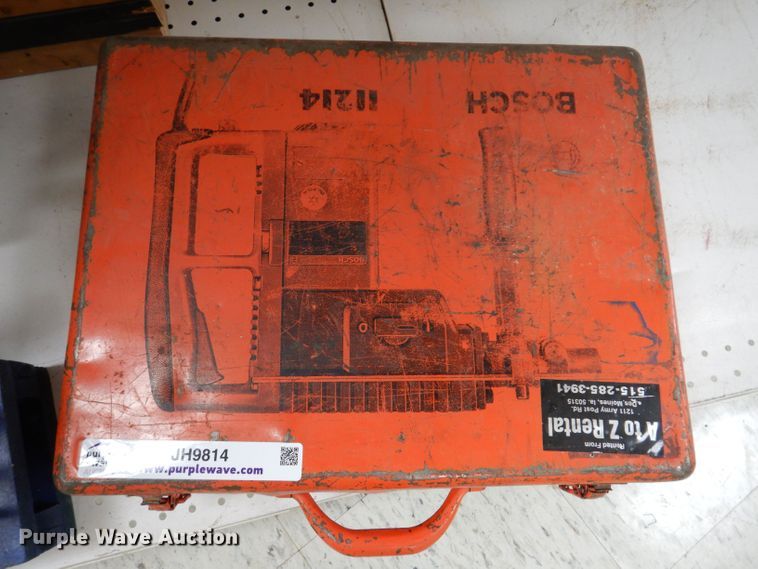 BOSCH
11214
BOSCH
Rented From
A to Z Rental
1211 Army Post Rd.
Des Moines, Ia. 50315
515-285-3941
JH9814
www.purplewave.com
Purple Wave Auction